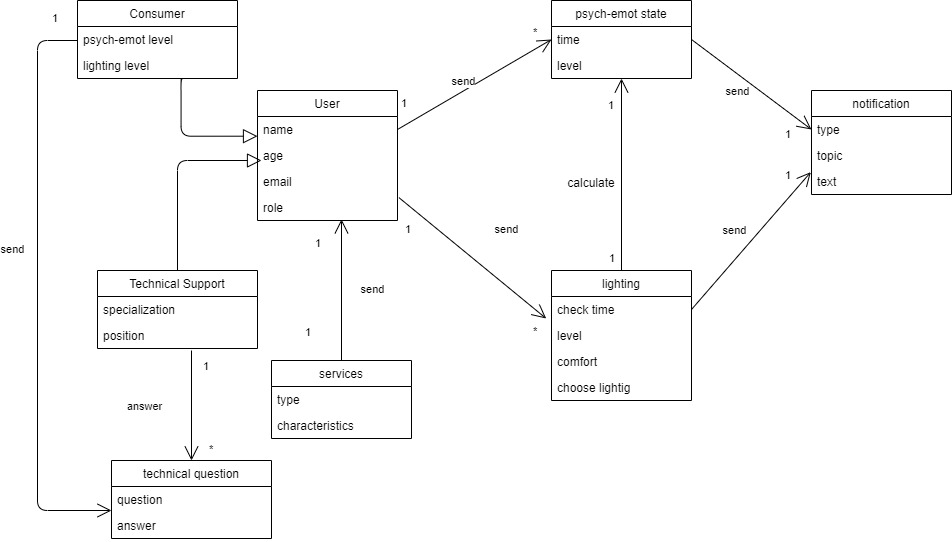 1
Consumer
psych-emot level
lighting level
psych-emot state
time
level
*
send
User
name
age
email
role
1
send
notification
type
topic
text
1
1
calculate
1
send
1
send
send
1
1
send
1
*
Technical Support
specialization
position
lighting
check time
level
comfort
choose lightig
1
services
type
characteristics
1
answer
*
technical question
question
answer